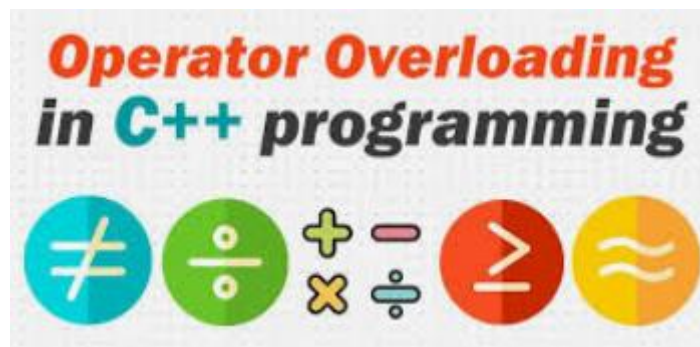 Operator Overloading
in C++ programming
≠ ÷ + − × ÷ ≥ ≈